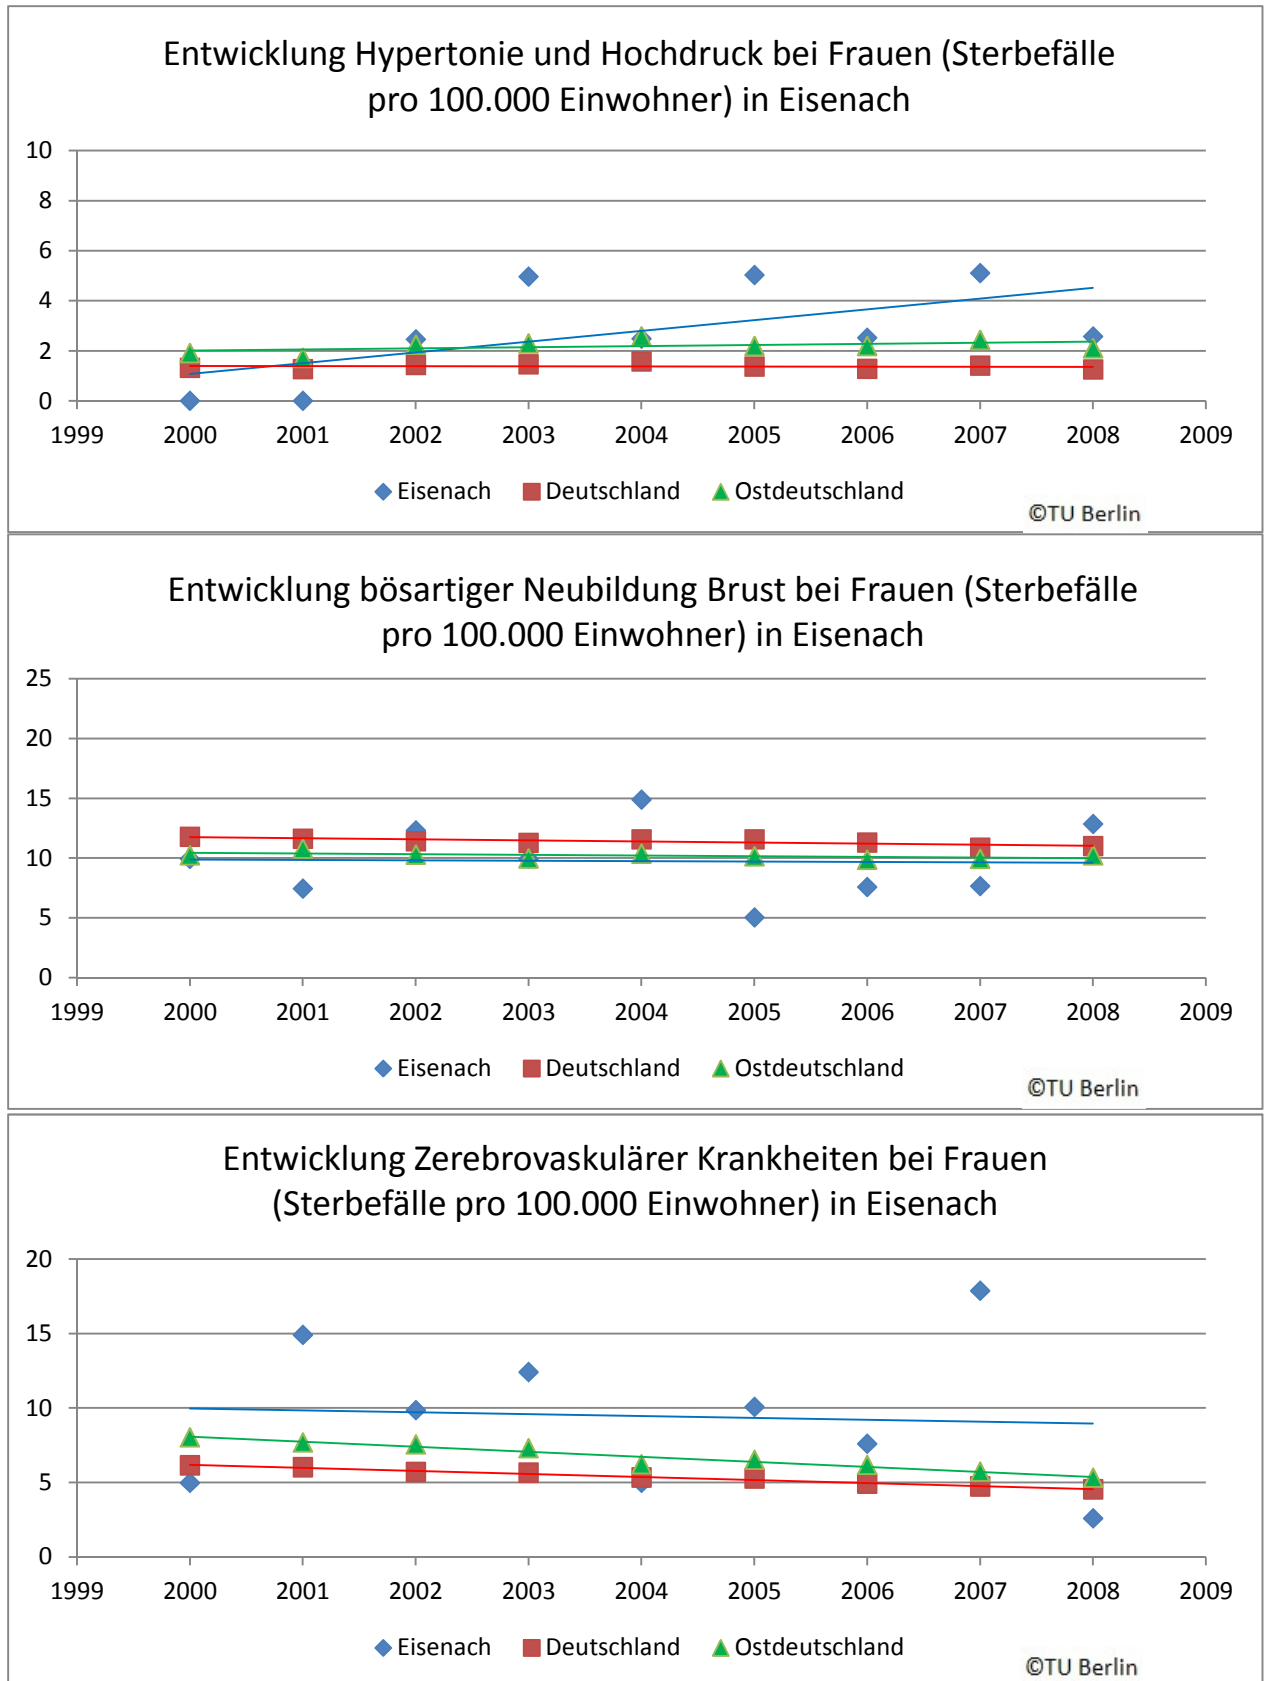 Entwicklung Hypertonie und Hochdruck bei Frauen (Sterbefälle
pro 100.000 Einwohner) in Eisenach
10
8
6
4
2
0
1999 2000 2001 2002 2003 2004 2005 2006 2007 2008 2009
Eisenach Deutschland Ostdeutschland
©TU Berlin
Entwicklung bösartiger Neubildung Brust bei Frauen (Sterbefälle
pro 100.000 Einwohner) in Eisenach
25
20
15
10
5
0
1999 2000 2001 2002 2003 2004 2005 2006 2007 2008 2009
Eisenach Deutschland Ostdeutschland
©TU Berlin
Entwicklung Zerebrovaskulärer Krankheiten bei Frauen
(Sterbefälle pro 100.000 Einwohner) in Eisenach
20
15
10
5
0
1999 2000 2001 2002 2003 2004 2005 2006 2007 2008 2009
Eisenach Deutschland Ostdeutschland
©TU Berlin